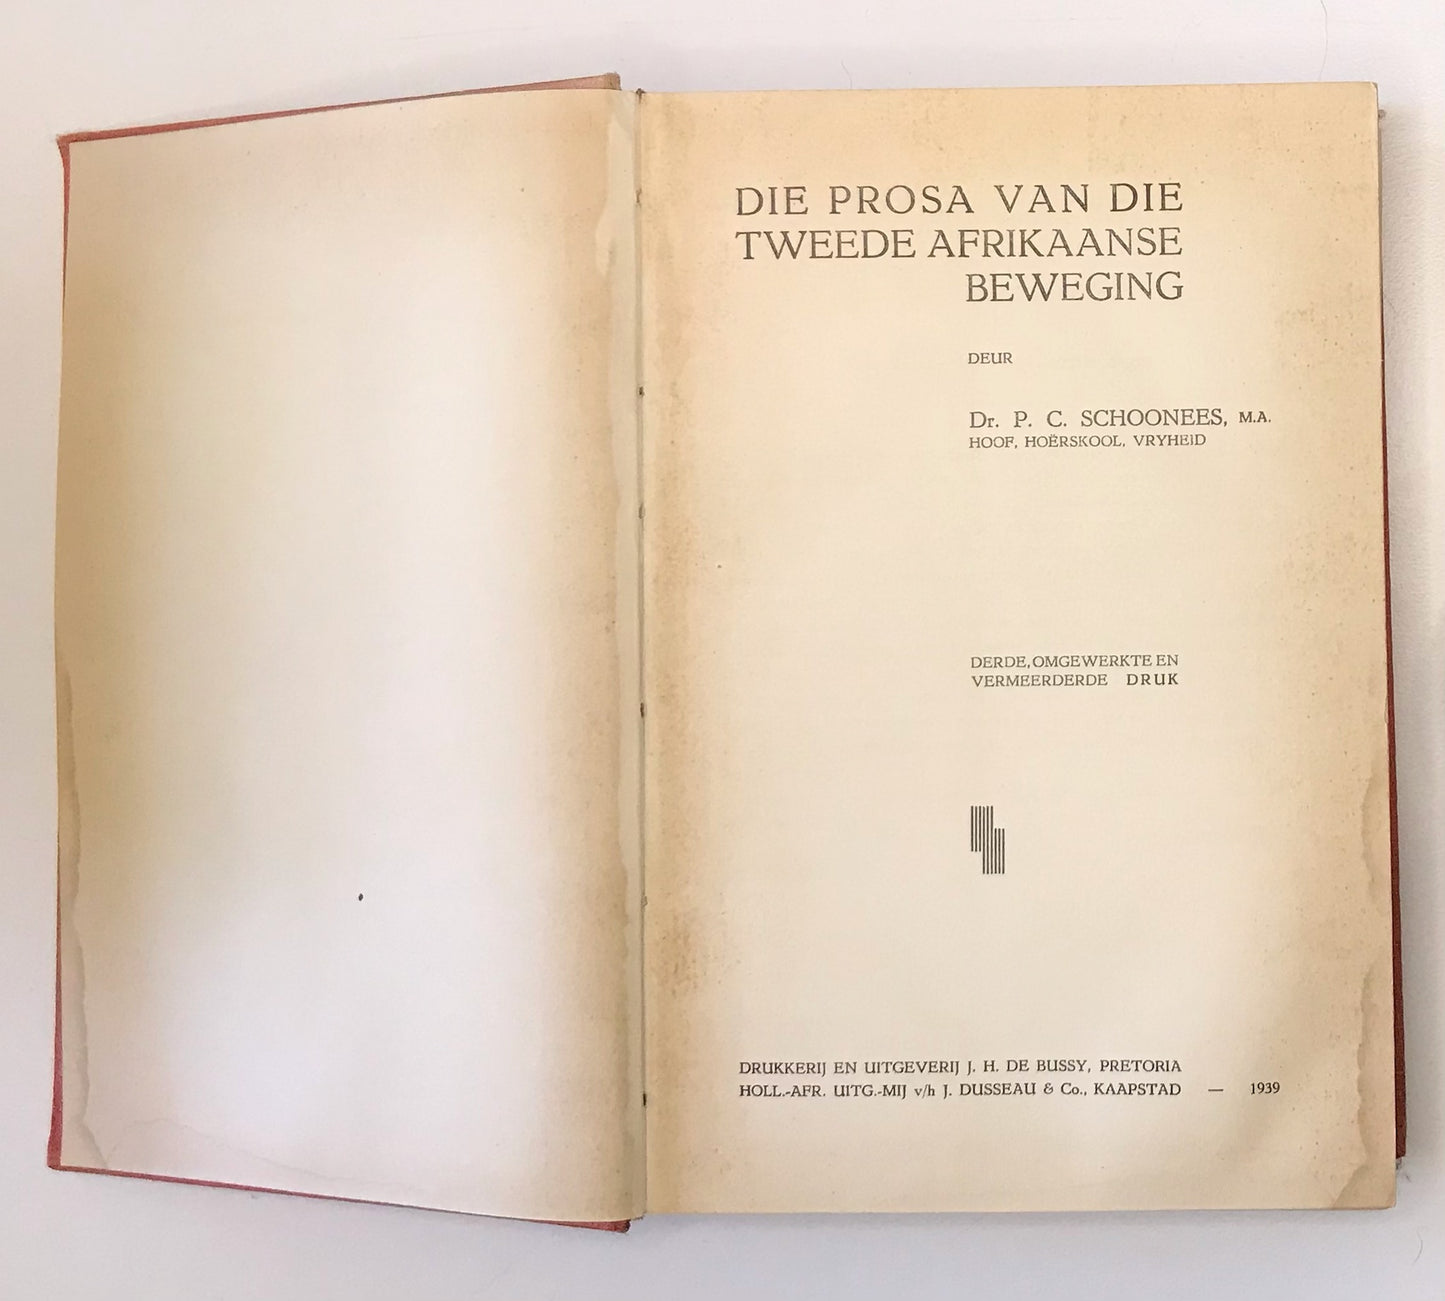 DIE PROSA VAN DIE
TWEEDE AFRIKAANSE
BEWEGING
DEUR
Dr. P. C. SCHOONEES, M.A.
HOOF, HOËRSKOOL, VRYHEID
DERDE, OMGEWERKTE EN
VERMEERDERDE DRUK
DRUKKERIJ EN UITGEVERIJ J. H. DE BUSSY, PRETORIA
HOLL.-AFR. UITG.-MIJ v/h J. DUSSEAU & Co., KAAPSTAD — 1939